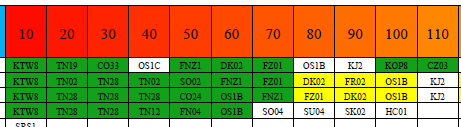 10 20 30 40 50 60 70 80 90 100 110
KTW8 TN19 CO33 OS1C FNZ1 DK02 FZ01 OS1B KJ2 KOP8 CZ03
KTW8 TN02 TN28 TN02 SO02 FNZ1 FZ01 DK02 FR02 OS1B KJ2
KTW8 TN28 TN28 TN28 CO24 OS1B FNZ1 FZ01 DK02 OS1B KJ2
KTW8 TN28 TN28 TN12 FN04 OS1B SO04 SU04 SK02 HC01